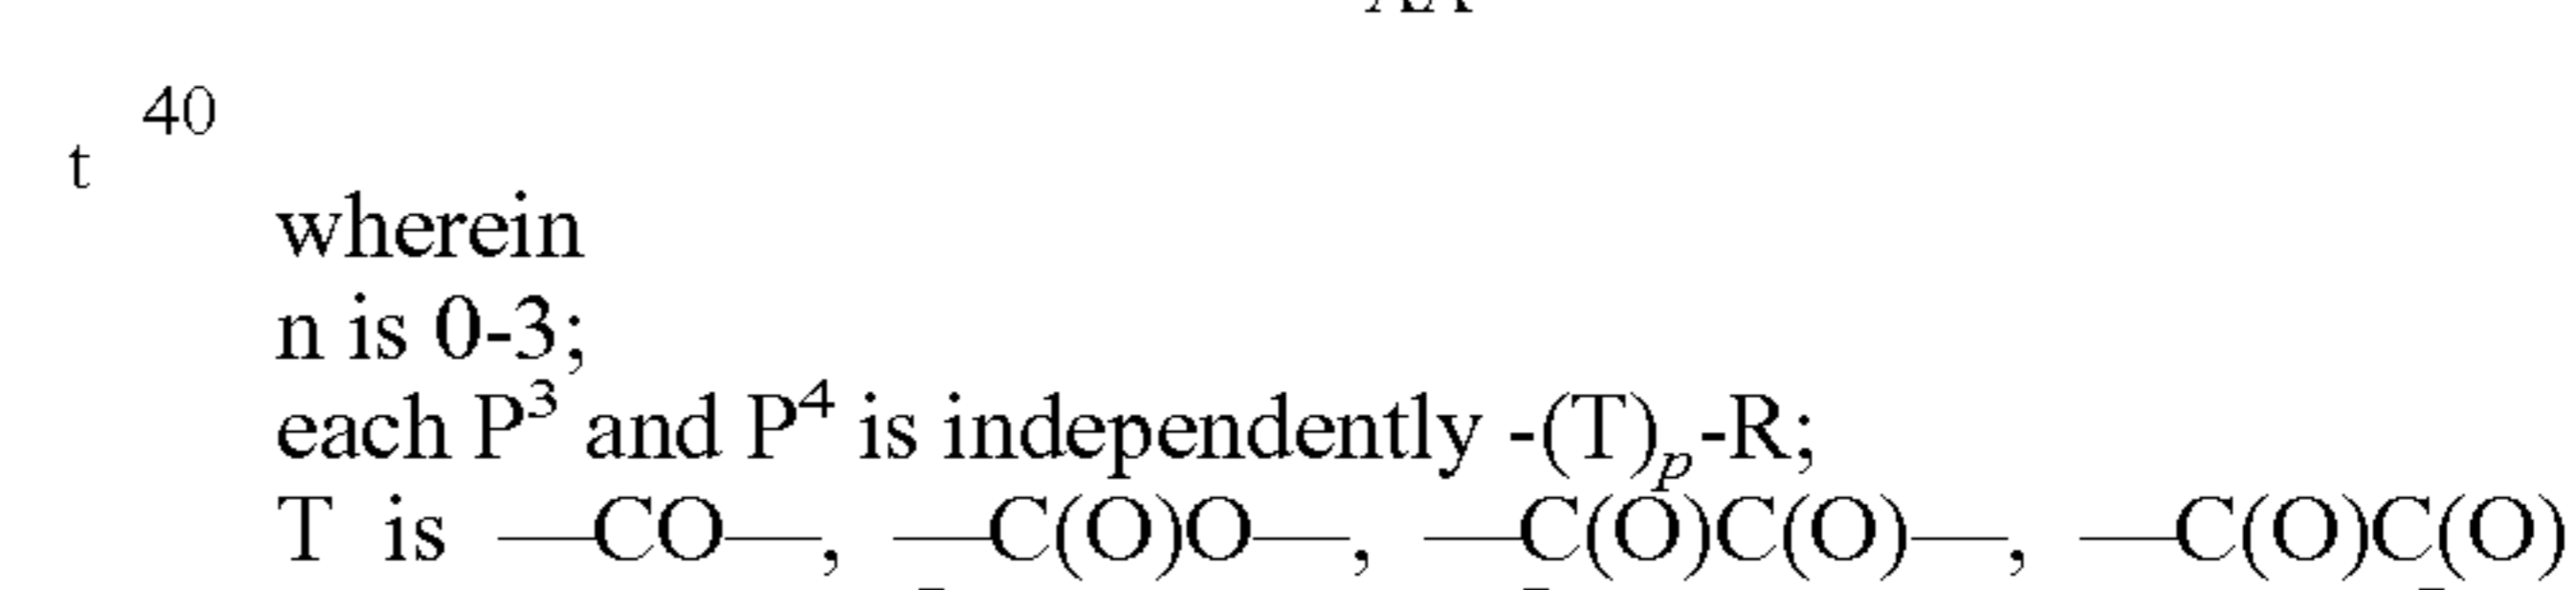 40
t
wherein
n is 0-3;
each P³ and P⁴ is independently -(T)ₚ-R;
T is —CO—, —C(O)O—, —C(O)C(O)—, —C(O)C(O)